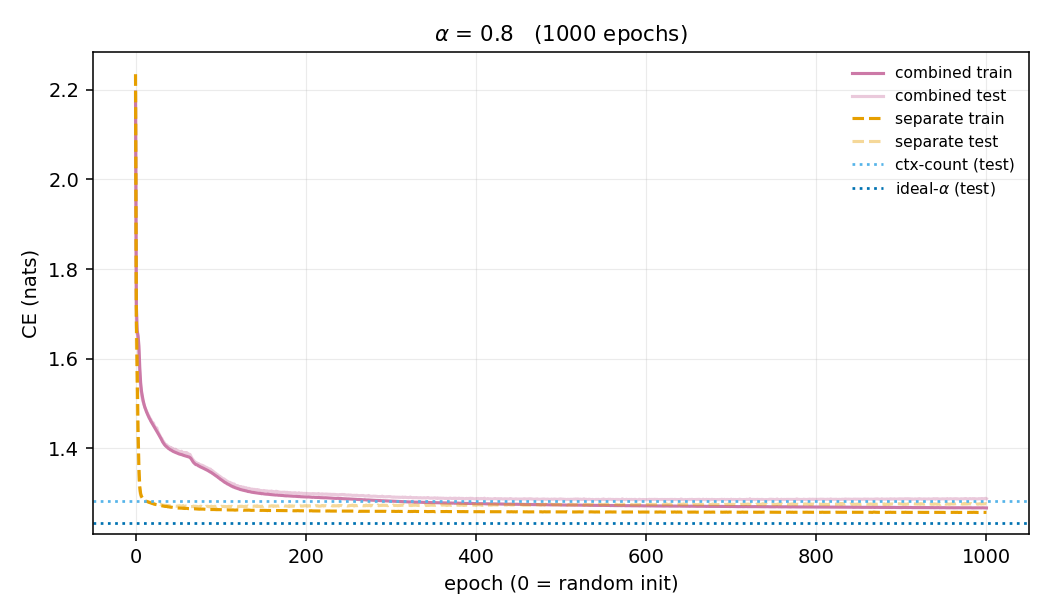 α = 0.8 (1000 epochs)
combined train
combined test
separate train
separate test
ctx-count (test)
ideal-α (test)
CE (nats)
2.2
2.0
1.8
1.6
1.4
0 200 400 600 800 1000
epoch (0 = random init)